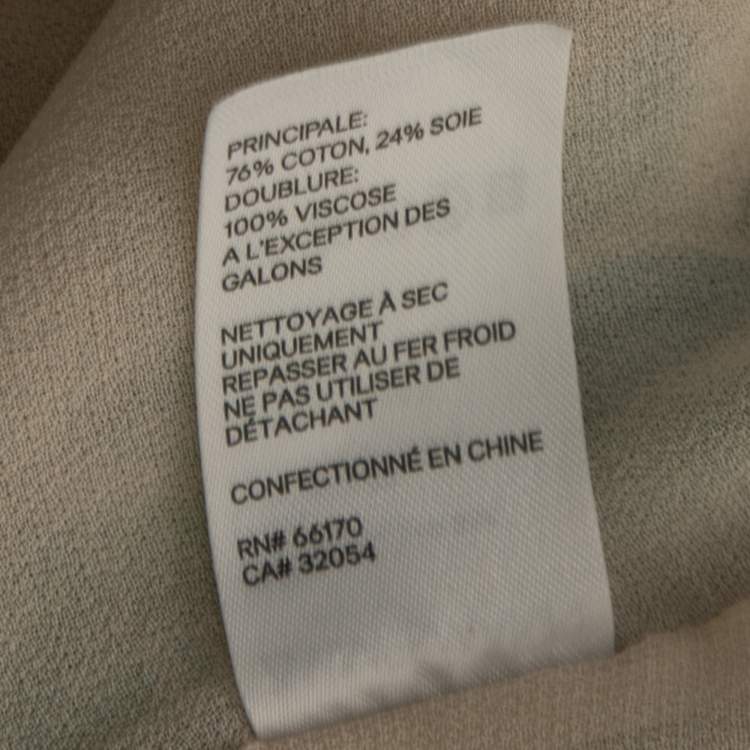 PRINCIPALE:
76% COTON, 24% SOIE
DOUBLURE:
100% VISCOSE
A L'EXCEPTION DES
GALONS
NETTOYAGE À SEC
UNIQUEMENT
REPASSER AU FER FROID
NE PAS UTILISER DE
DÉTACHANT
CONFECTIONNÉ EN CHINE
RN# 66170
CA# 32054